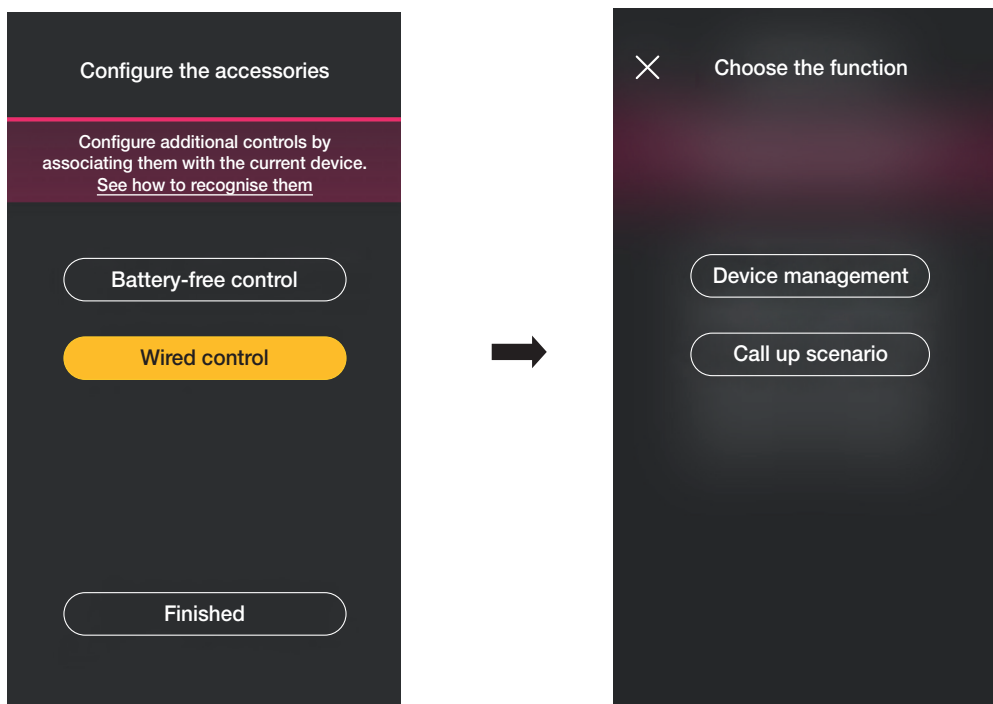 Configure the accessories
Configure additional controls by
associating them with the current device.
See how to recognise them
Battery-free control
Wired control
Finished
Choose the function
Device management
Call up scenario